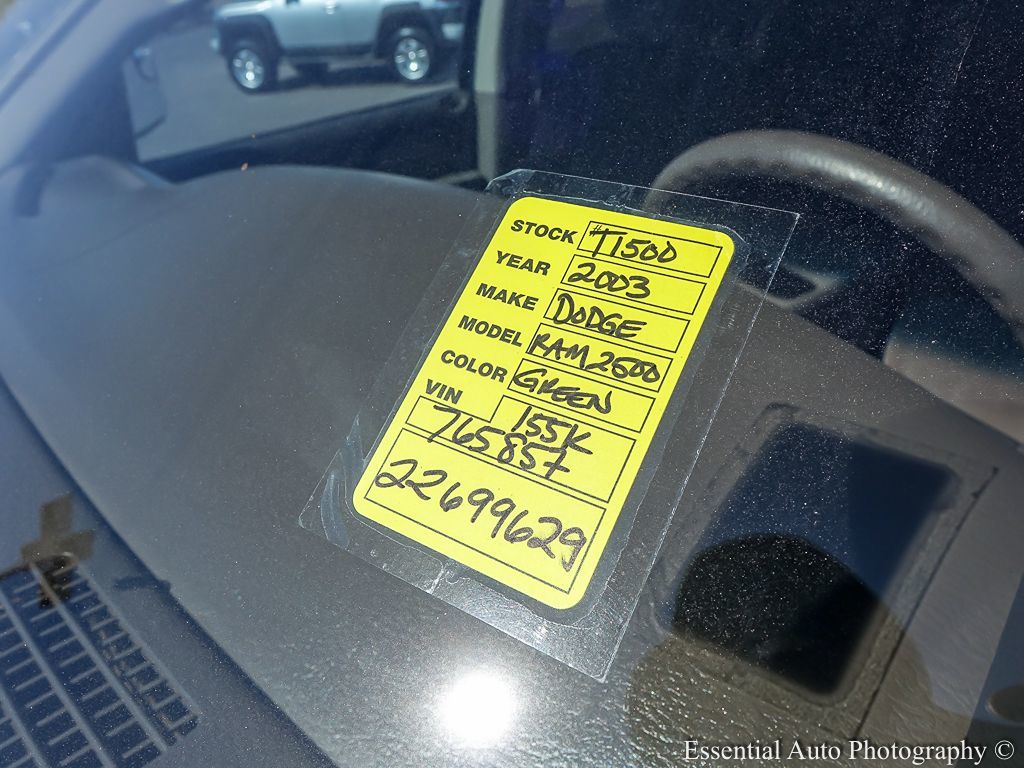 STOCK #T1500
YEAR 2003
MAKE DODGE
MODEL RAM 2500
COLOR GREEN
VIN 155K
765857
22699629
Essential Auto Photography ©